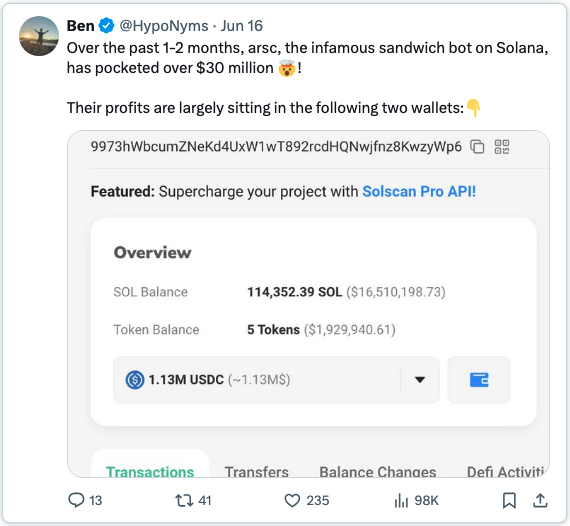 Ben @HypoNyms · Jun 16
Over the past 1-2 months, arsc, the infamous sandwich bot on Solana,
has pocketed over $30 million 🤯!
Their profits are largely sitting in the following two wallets:👇
9973hWbcumZNeKd4UxW1wT892rcdHQNwjfnz8KwzyWp6
Featured: Supercharge your project with Solscan Pro API!
Overview
SOL Balance 114,352.39 SOL ($16,510,198.73)
Token Balance 5 Tokens ($1,929,940.61)
1.13M USDC (~1.13M$)
Transactions Transfers Balance Changes Defi Activiti
13 41 235 98K